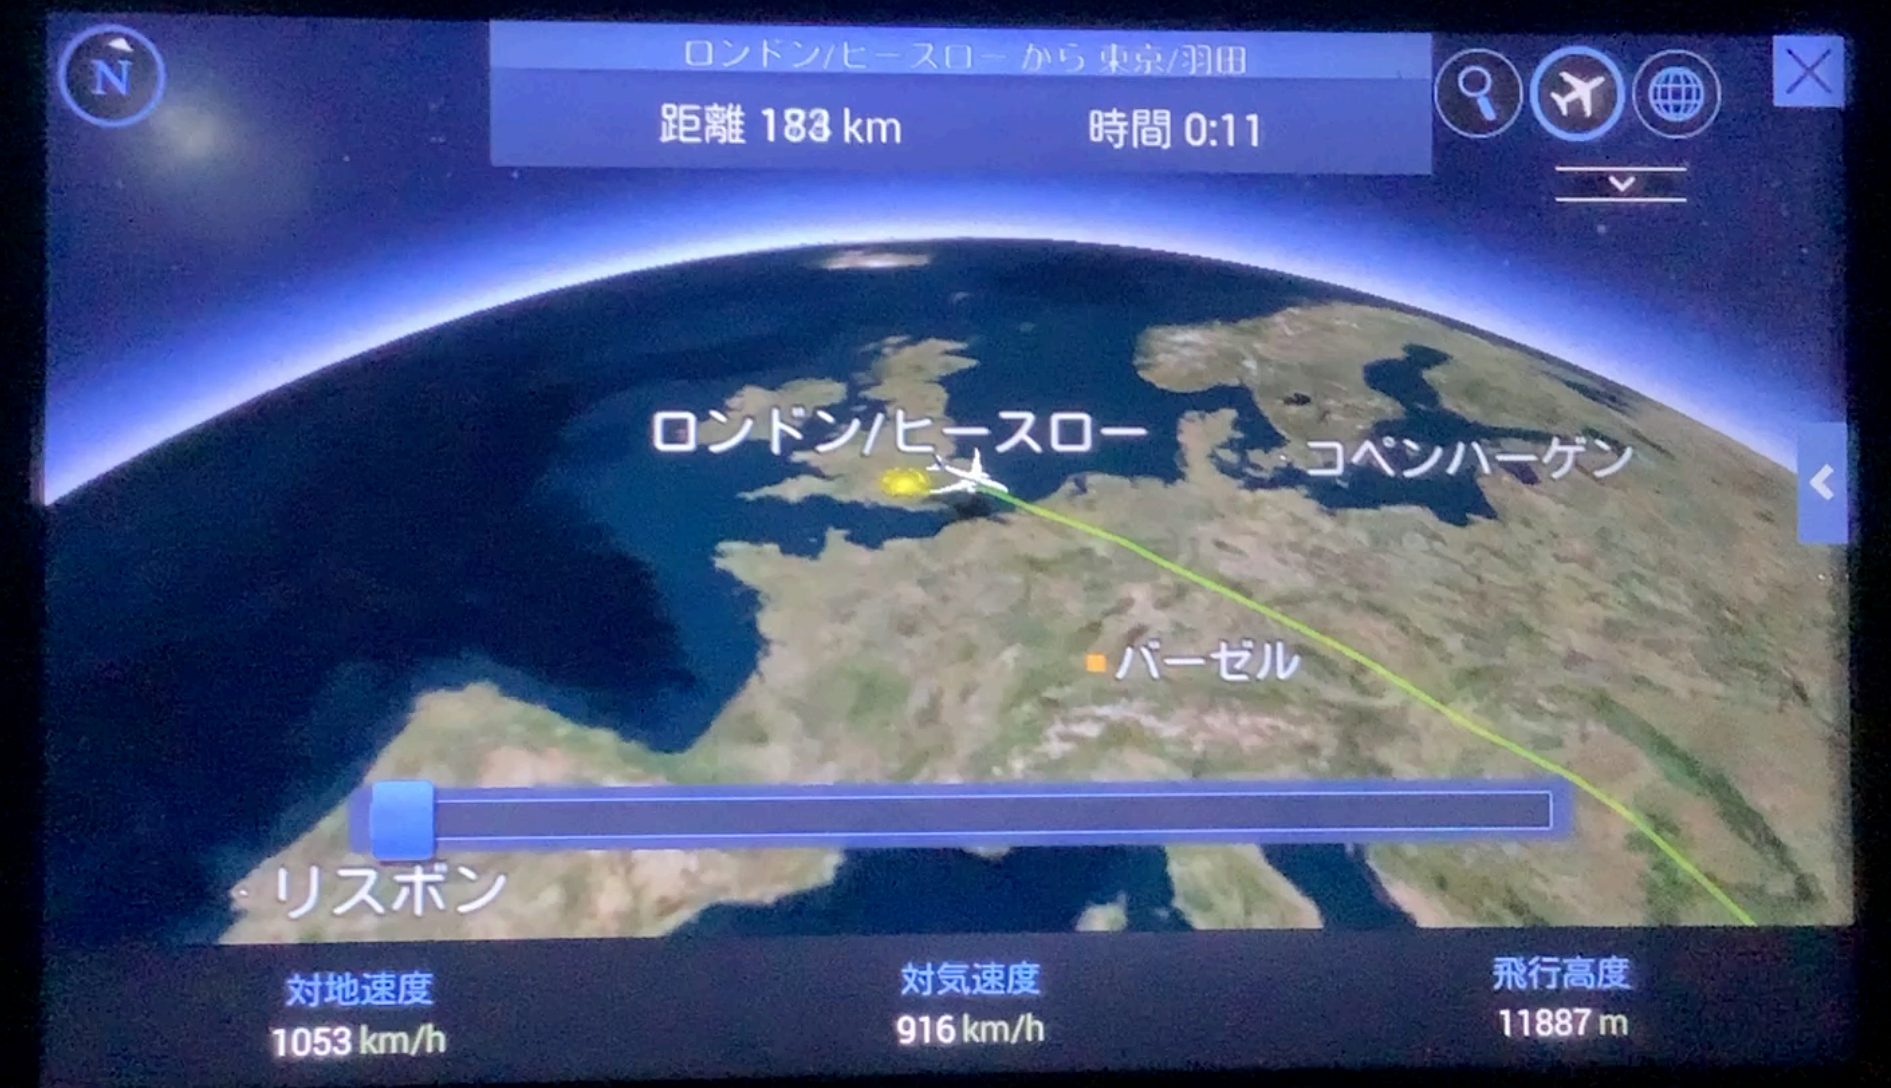 N
ロンドン/ヒースロー から 東京/羽田
距離 183 km
時間 0:11
ロンドン/ヒースロー
コペンハーゲン
バーゼル
リスボン
対地速度
1053 km/h
対気速度
916 km/h
飛行高度
11887 m